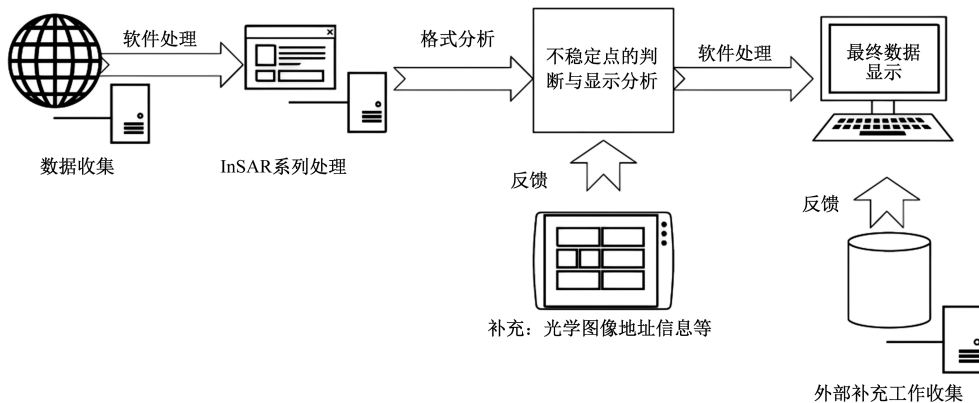 软件处理
格式分析
不稳定点的判
断与显示分析
软件处理
最终数据
显示
数据收集
InSAR系列处理
反馈
反馈
补充：光学图像地址信息等
外部补充工作收集